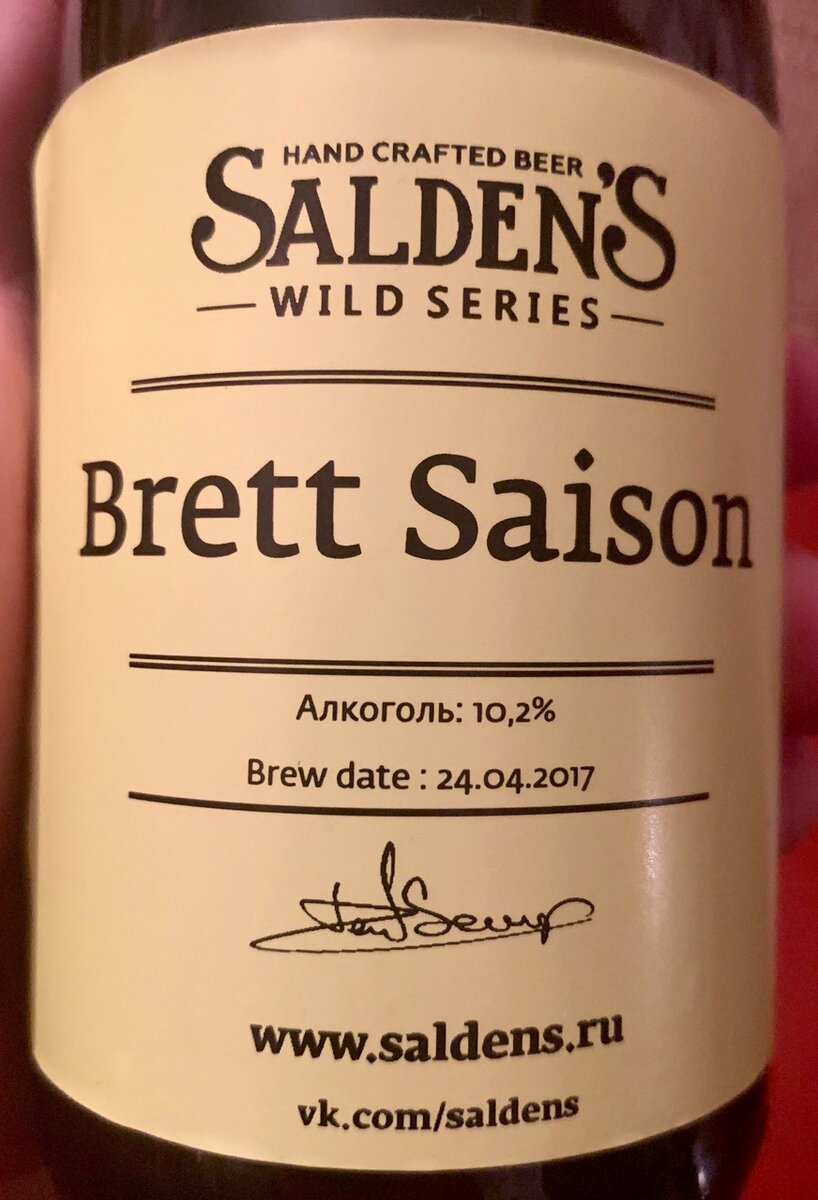 HAND CRAFTED BEER
SALDEN'S
WILD SERIES
Brett Saison
Алкоголь: 10,2%
Brew date : 24.04.2017
www.saldens.ru
vk.com/saldens